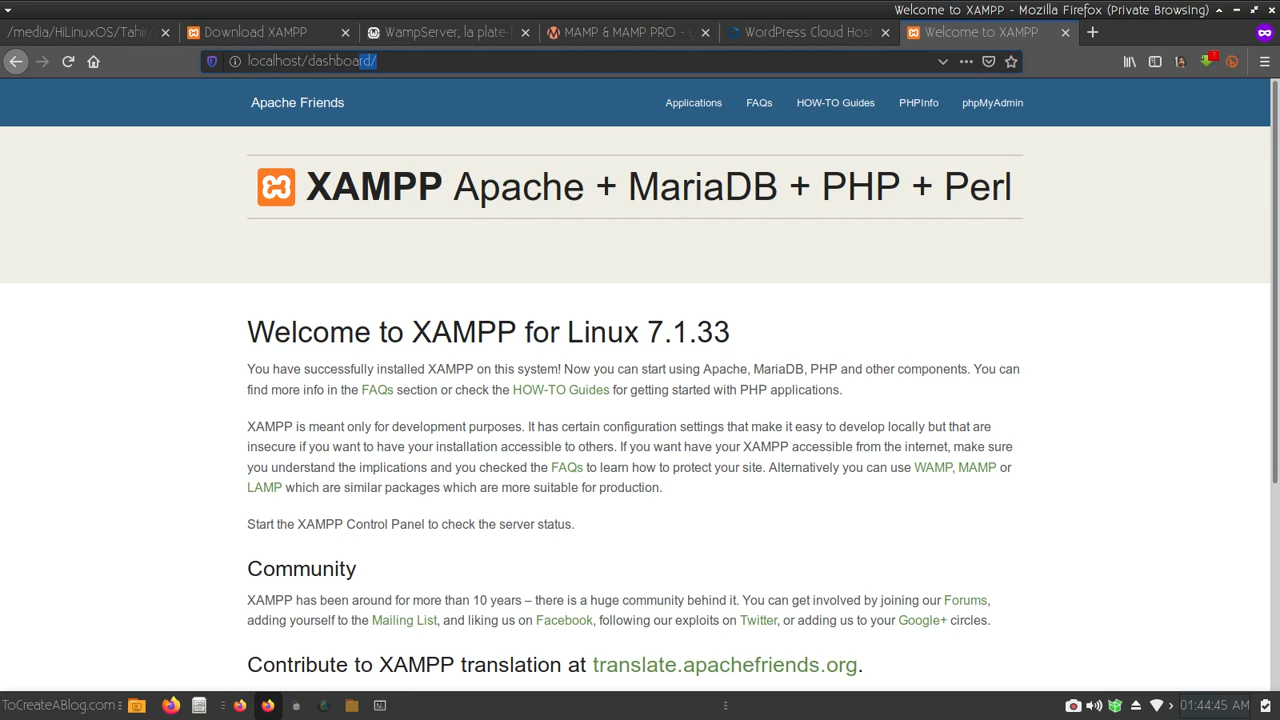 Welcome to XAMPP - Mozilla Firefox (Private Browsing)
/media/HiLinuxOS/Tahir
Download XAMPP
WampServer, la plate-
MAMP & MAMP PRO -
WordPress Cloud Host
Welcome to XAMPP
localhost/dashboard/
Apache Friends
Applications
FAQs
HOW-TO Guides
PHPInfo
phpMyAdmin
XAMPP Apache + MariaDB + PHP + Perl
Welcome to XAMPP for Linux 7.1.33
You have successfully installed XAMPP on this system! Now you can start using Apache, MariaDB, PHP and other components. You can
find more info in the FAQs section or check the HOW-TO Guides for getting started with PHP applications.
XAMPP is meant only for development purposes. It has certain configuration settings that make it easy to develop locally but that are
insecure if you want to have your installation accessible to others. If you want have your XAMPP accessible from the internet, make sure
you understand the implications and you checked the FAQs to learn how to protect your site. Alternatively you can use WAMP, MAMP or
LAMP which are similar packages which are more suitable for production.
Start the XAMPP Control Panel to check the server status.
Community
XAMPP has been around for more than 10 years – there is a huge community behind it. You can get involved by joining our Forums,
adding yourself to the Mailing List, and liking us on Facebook, following our exploits on Twitter, or adding us to your Google+ circles.
Contribute to XAMPP translation at translate.apachefriends.org.
ToCreateABlog.com
01:44:45 AM